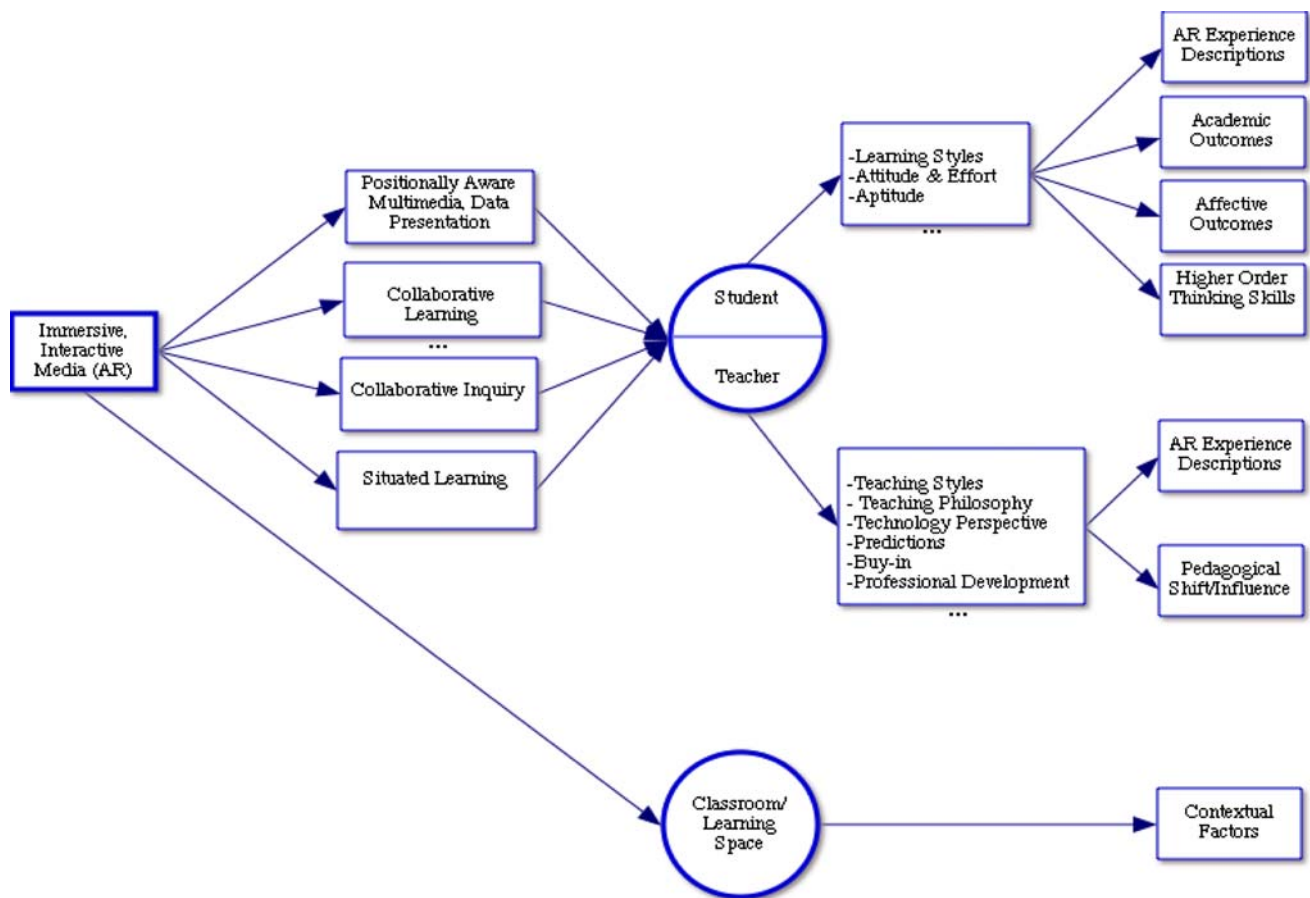 Immersive,
Interactive
Media (AR)
Positionally Aware
Multimedia, Data
Presentation
Collaborative
Learning
...
Collaborative Inquiry
Situated Learning
Student
Teacher
-Learning Styles
-Attitude & Effort
-Aptitude
...
AR Experience
Descriptions
Academic
Outcomes
Affective
Outcomes
Higher Order
Thinking Skills
-Teaching Styles
- Teaching Philosophy
-Technology Perspective
-Predictions
-Buy-in
-Professional Development
...
AR Experience
Descriptions
Pedagogical
Shift/Influence
Classroom/
Learning
Space
Contextual
Factors